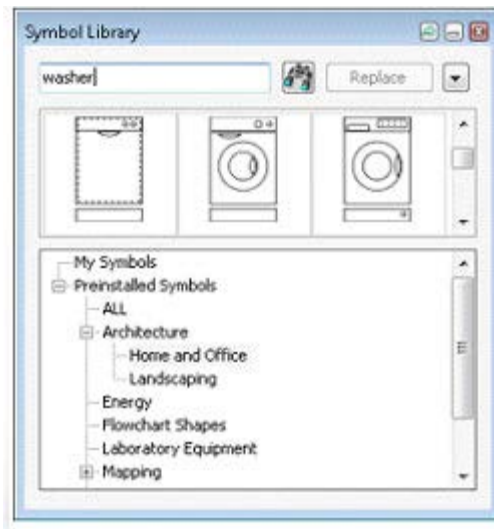 Symbol Library
washer
Replace
My Symbols
Preinstalled Symbols
ALL
Architecture
Home and Office
Landscaping
Energy
Flowchart Shapes
Laboratory Equipment
Mapping